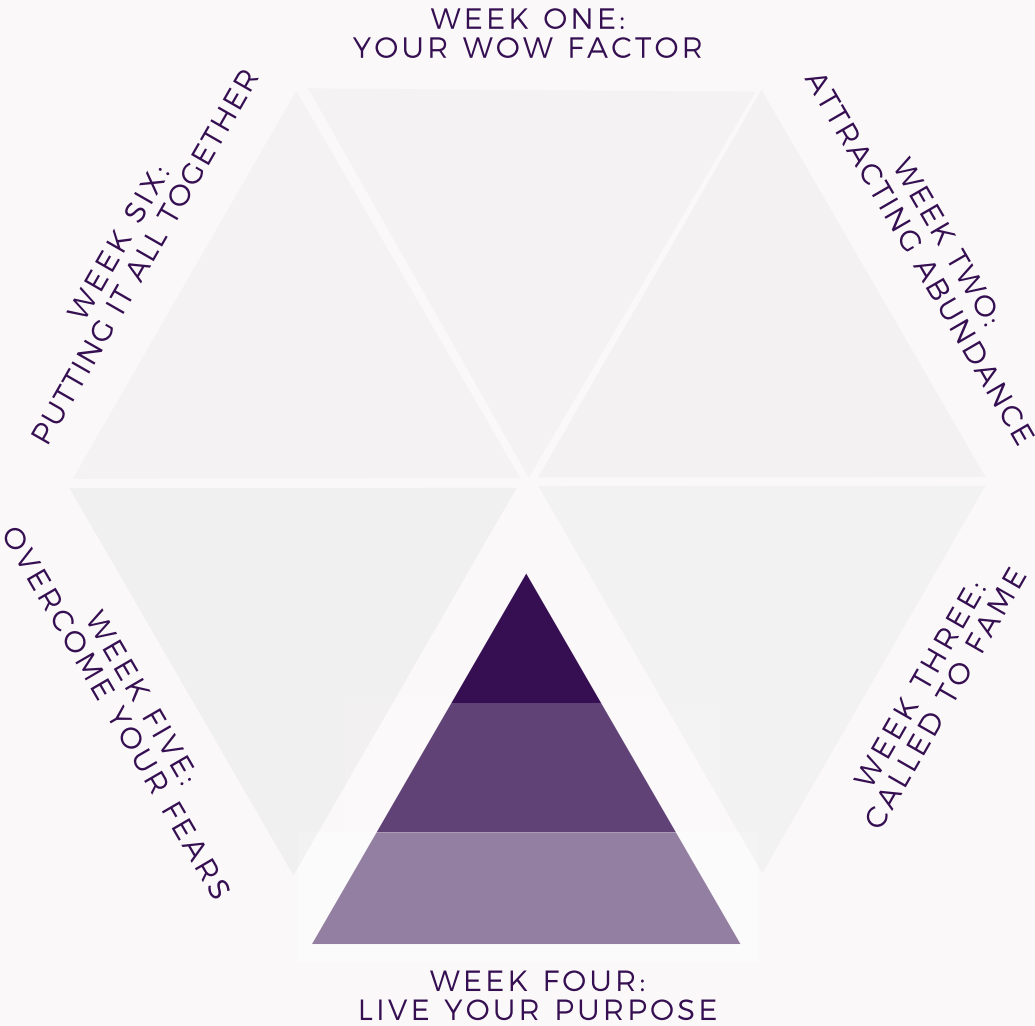 WEEK ONE:
YOUR WOW FACTOR
WEEK TWO:
ATTRACTING ABUNDANCE
WEEK THREE:
CALLED TO FAME
WEEK FOUR:
LIVE YOUR PURPOSE
WEEK FIVE:
OVERCOME YOUR FEARS
WEEK SIX:
PUTTING IT ALL TOGETHER